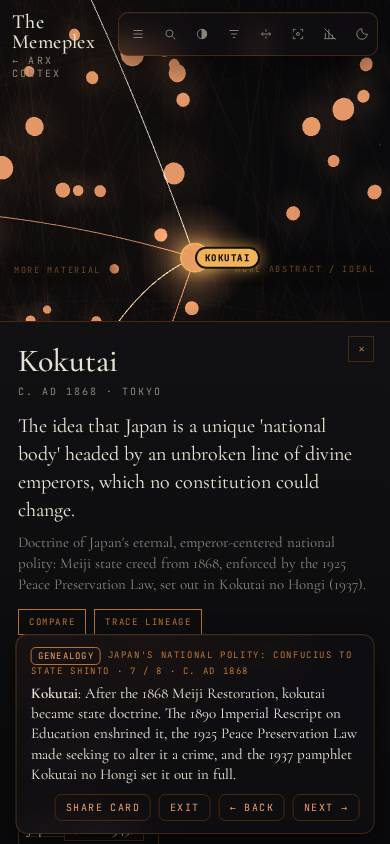 The
Memeplex
← ARX
CORTEX
KOKUTAI
MORE MATERIAL
ABSTRACT / IDEAL
Kokutai
×
C. AD 1868 · TOKYO
The idea that Japan is a unique 'national
body' headed by an unbroken line of divine
emperors, which no constitution could
change.
Doctrine of Japan's eternal, emperor-centered national
polity: Meiji state creed from 1868, enforced by the 1925
Peace Preservation Law, set out in Kokutai no Hongi (1937).
COMPARE
TRACE LINEAGE
GENEALOGY JAPAN'S NATIONAL POLITY: CONFUCIUS TO
STATE SHINTO · 7 / 8 · C. AD 1868
Kokutai: After the 1868 Meiji Restoration, kokutai
became state doctrine. The 1890 Imperial Rescript on
Education enshrined it, the 1925 Peace Preservation Law
made seeking to alter it a crime, and the 1937 pamphlet
Kokutai no Hongi set it out in full.
SHARE CARD
EXIT
← BACK
NEXT →